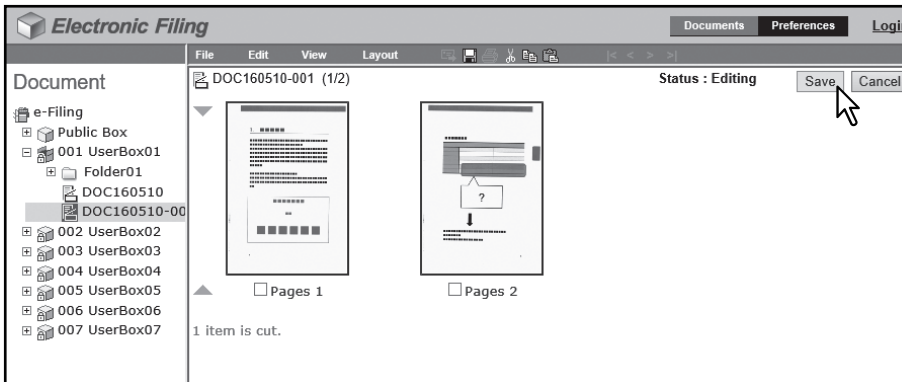 Electronic Filing
Documents Preferences
File Edit View Layout |< < > >|
Document
DOC160510-001 (1/2) Status : Editing Save Cancel
e-Filing
Public Box
001 UserBox01
Folder01
DOC160510
DOC160510-00
002 UserBox02
003 UserBox03
004 UserBox04
005 UserBox05
006 UserBox06
007 UserBox07
1.
?
Pages 1 Pages 2
1 item is cut.